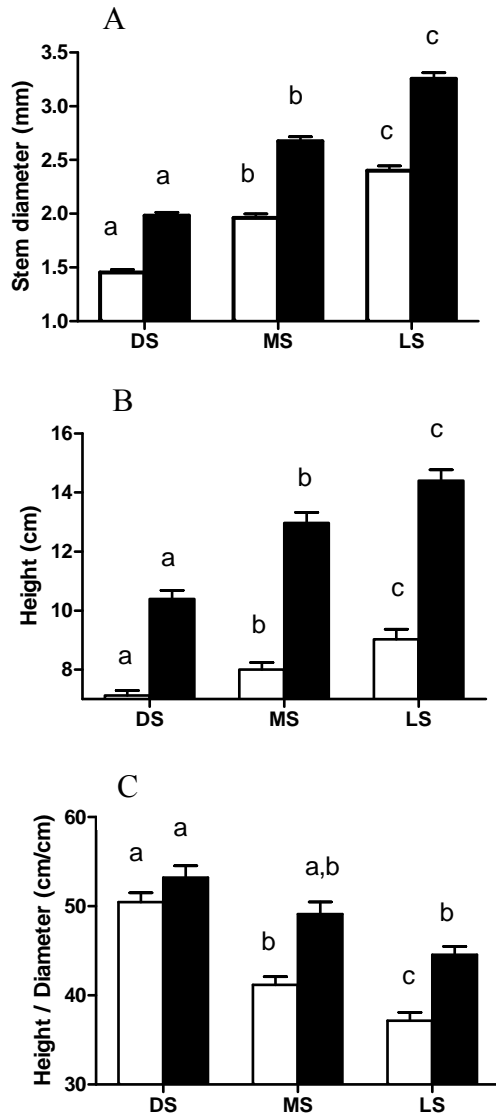 A
Stem diameter (mm)
3.5
3.0
2.5
2.0
1.5
1.0
a
a
b
b
c
c
DS MS LS
B
Height (cm)
16
14
12
10
8
a
a
b
b
c
c
DS MS LS
C
Height / Diameter (cm/cm)
60
50
40
30
a
a
b
a,b
c
b
DS MS LS